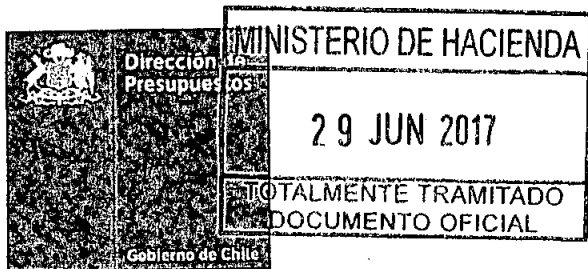 Dirección de
Presupuestos
Gobierno de Chile
MINISTERIO DE HACIENDA
29 JUN 2017
TOTALMENTE TRAMITADO
DOCUMENTO OFICIAL